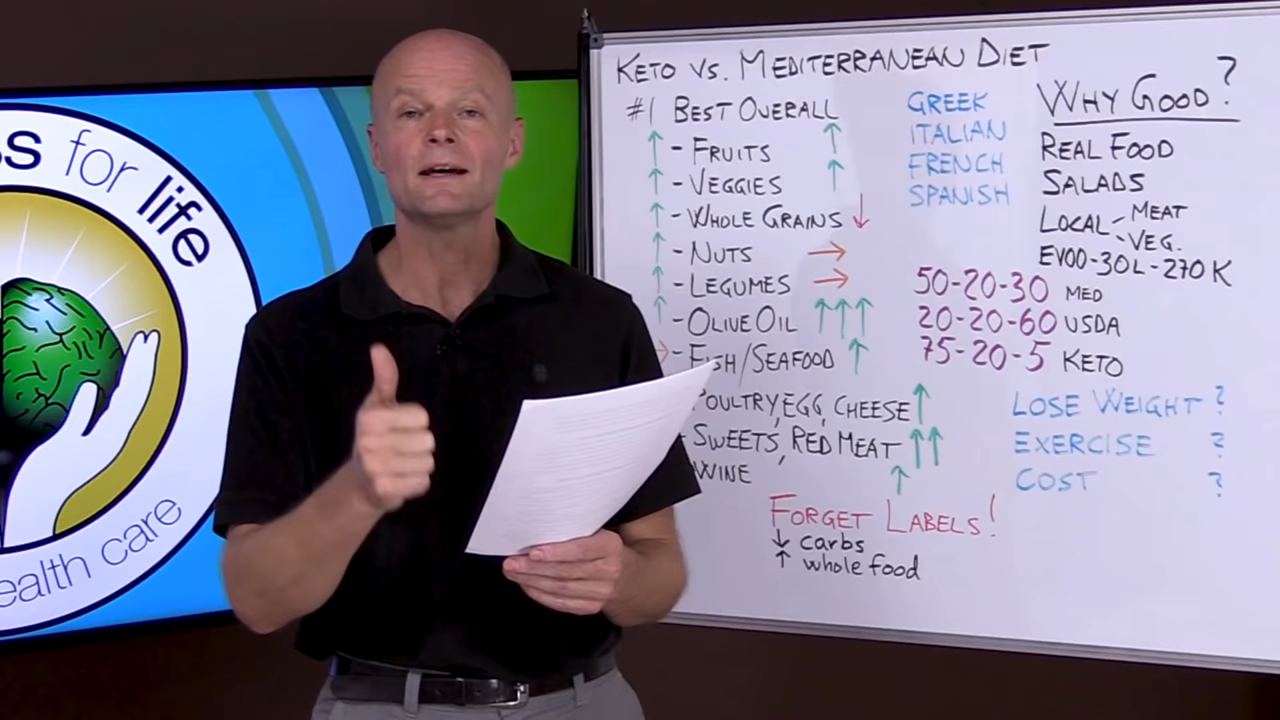 ss for life
ealth care
KETO VS. MEDITERRANEAN DIET
#1 BEST OVERALL
↑ - FRUITS ↑
↑ - VEGGIES ↑
↑ - WHOLE GRAINS ↓
↑ - NUTS →
↑ - LEGUMES →
↑ - OLIVE OIL ↑↑↑
→ - FISH/SEAFOOD ↑
POULTRY, EGG, CHEESE ↑
- SWEETS, RED MEAT ↑↑
WINE ↑
GREEK
ITALIAN
FRENCH
SPANISH
WHY GOOD?
REAL FOOD
SALADS
LOCAL - MEAT
- VEG.
EVOO-30L-270K
50-20-30 MED
20-20-60 USDA
75-20-5 KETO
LOSE WEIGHT ?
EXERCISE ?
COST ?
FORGET LABELS!
↓ carbs
↑ whole food